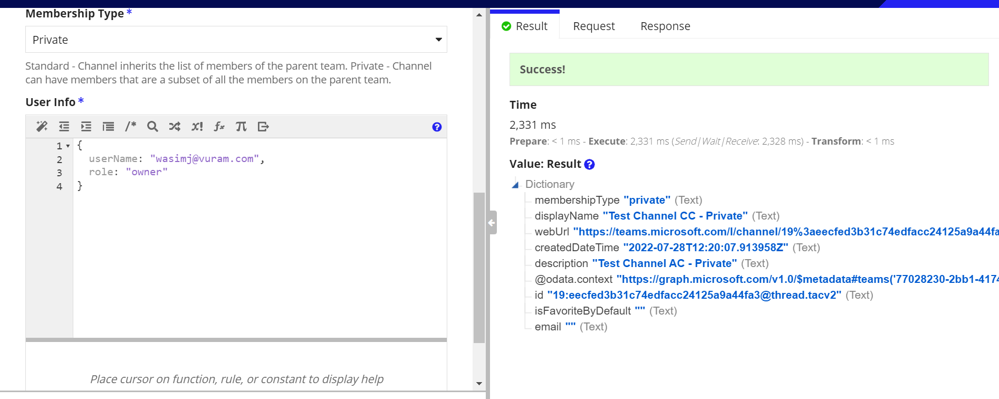 Membership Type *
Private
Standard - Channel inherits the list of members of the parent team. Private - Channel
can have members that are a subset of all the members on the parent team.
User Info *
/* x! fx π
1 {
2 userName: "wasimj@vuram.com",
3 role: "owner"
4 }
Place cursor on function, rule, or constant to display help
Result Request Response
Success!
Time
2,331 ms
Prepare: < 1 ms - Execute: 2,331 ms (Send|Wait|Receive: 2,328 ms) - Transform: < 1 ms
Value: Result ?
Dictionary
membershipType "private" (Text)
displayName "Test Channel CC - Private" (Text)
webUrl "https://teams.microsoft.com/l/channel/19%3aeecfed3b31c74edfacc24125a9a44fa
createdDateTime "2022-07-28T12:20:07.913958Z" (Text)
description "Test Channel AC - Private" (Text)
@odata.context "https://graph.microsoft.com/v1.0/$metadata#teams('77028230-2bb1-4174
id "19:eecfed3b31c74edfacc24125a9a44fa3@thread.tacv2" (Text)
isFavoriteByDefault "" (Text)
email "" (Text)